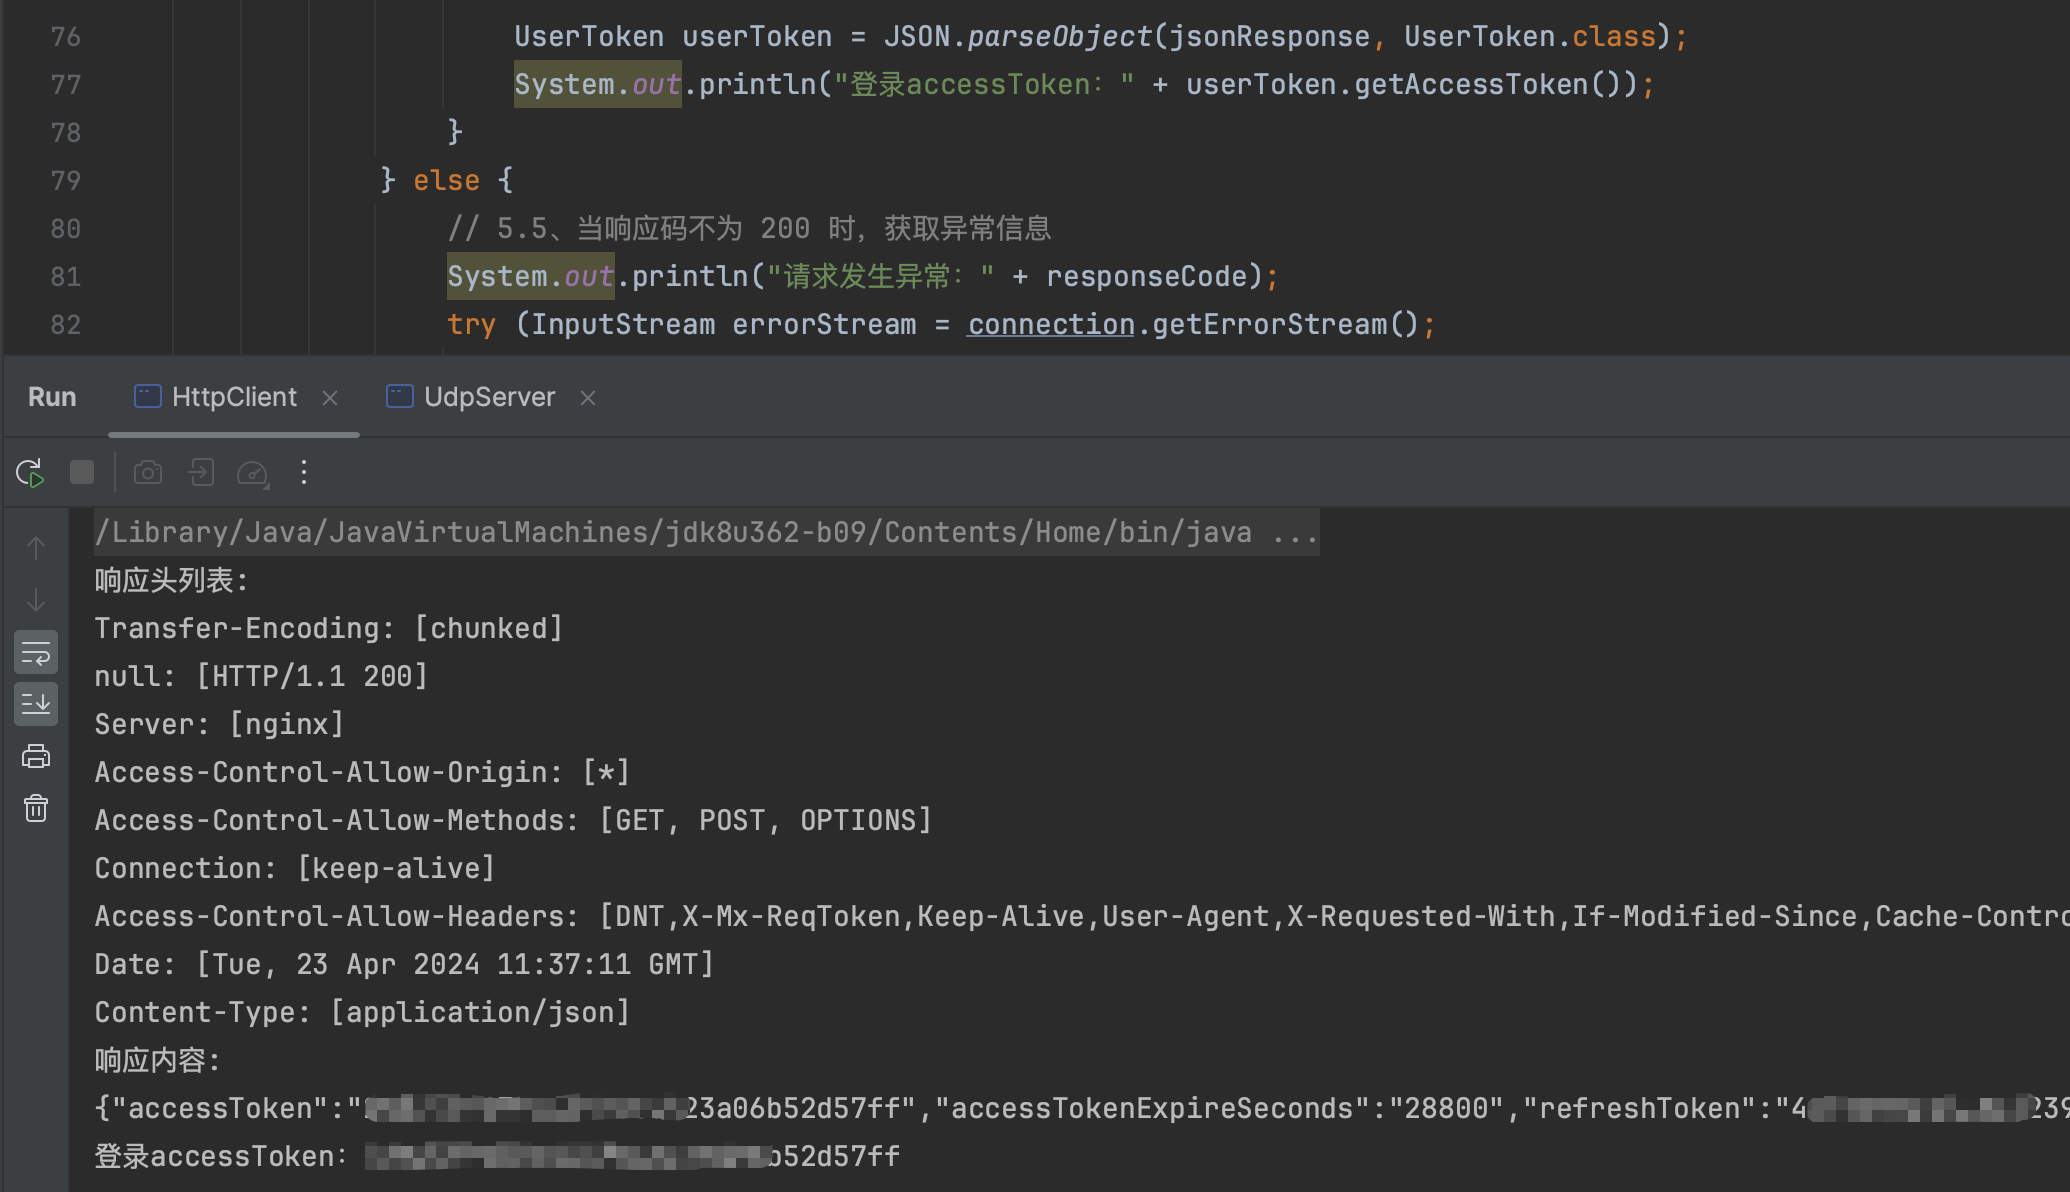 76 UserToken userToken = JSON.parseObject(jsonResponse, UserToken.class);
77 System.out.println("登录accessToken：" + userToken.getAccessToken());
78 }
79 } else {
80 // 5.5、当响应码不为 200 时，获取异常信息
81 System.out.println("请求发生异常：" + responseCode);
82 try (InputStream errorStream = connection.getErrorStream();
Run HttpClient UdpServer
/Library/Java/JavaVirtualMachines/jdk8u362-b09/Contents/Home/bin/java ...
响应头列表:
Transfer-Encoding: [chunked]
null: [HTTP/1.1 200]
Server: [nginx]
Access-Control-Allow-Origin: [*]
Access-Control-Allow-Methods: [GET, POST, OPTIONS]
Connection: [keep-alive]
Access-Control-Allow-Headers: [DNT,X-Mx-ReqToken,Keep-Alive,User-Agent,X-Requested-With,If-Modified-Since,Cache-Contro
Date: [Tue, 23 Apr 2024 11:37:11 GMT]
Content-Type: [application/json]
响应内容:
{"accessToken":"23a06b52d57ff","accessTokenExpireSeconds":"28800","refreshToken":"4 239
登录accessToken： b52d57ff